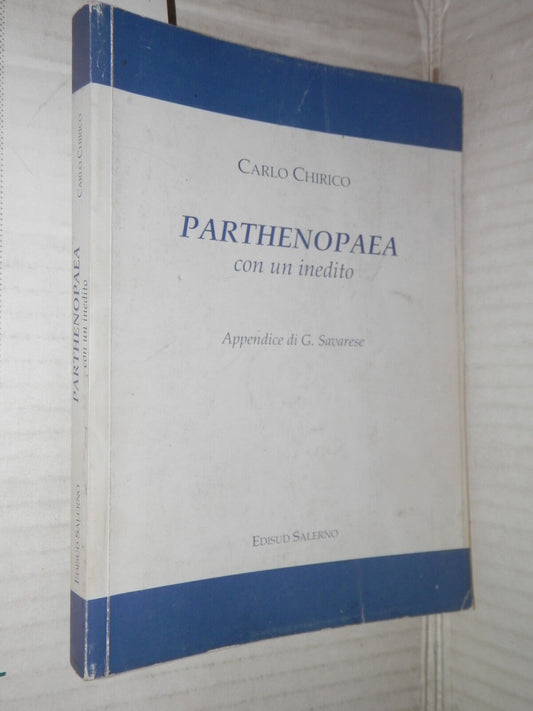 CARLO CHIRICO
PARTHENOPAEA
con un inedito
Appendice di G. Savarese
EDISUD SALERNO
CARLO CHIRICO
PARTHENOPAEA
con un inedito
EDISUD SALERNO